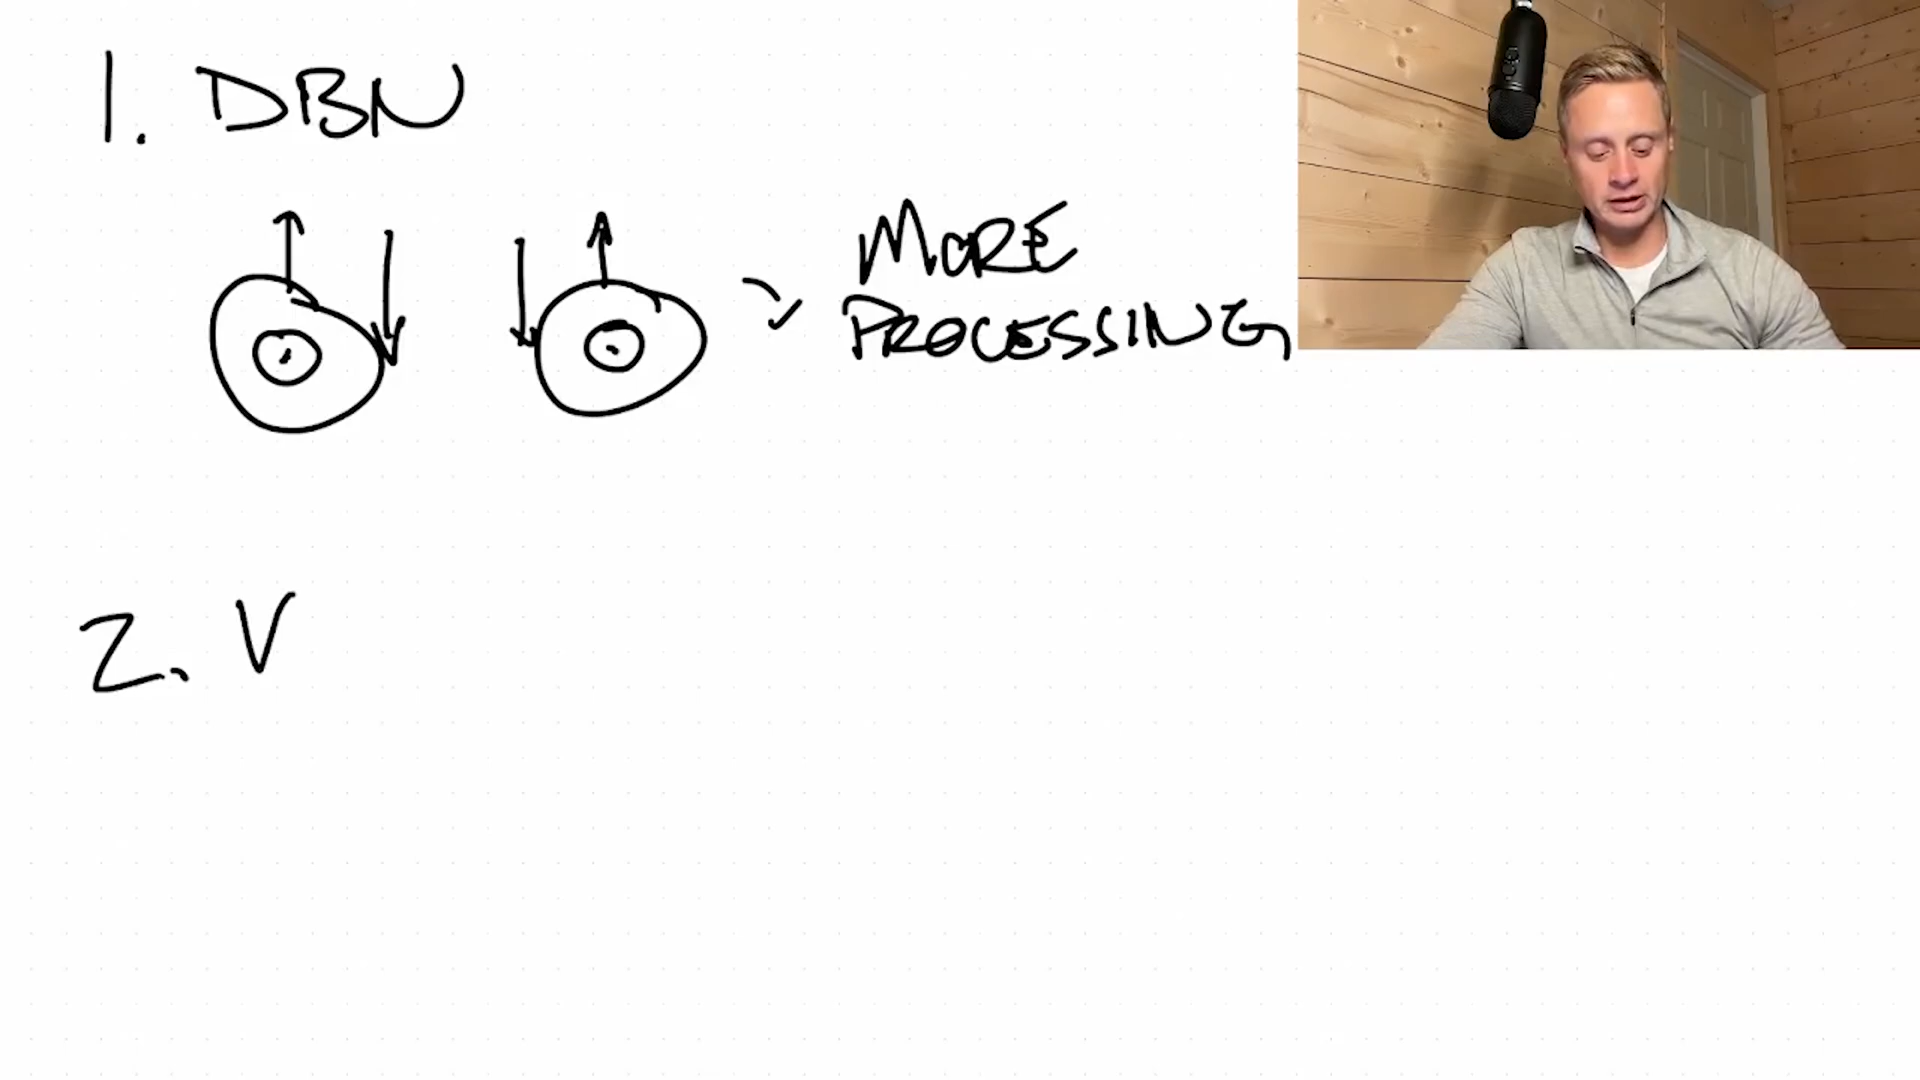 1. DBN
MORE
PROCESSING
2. V